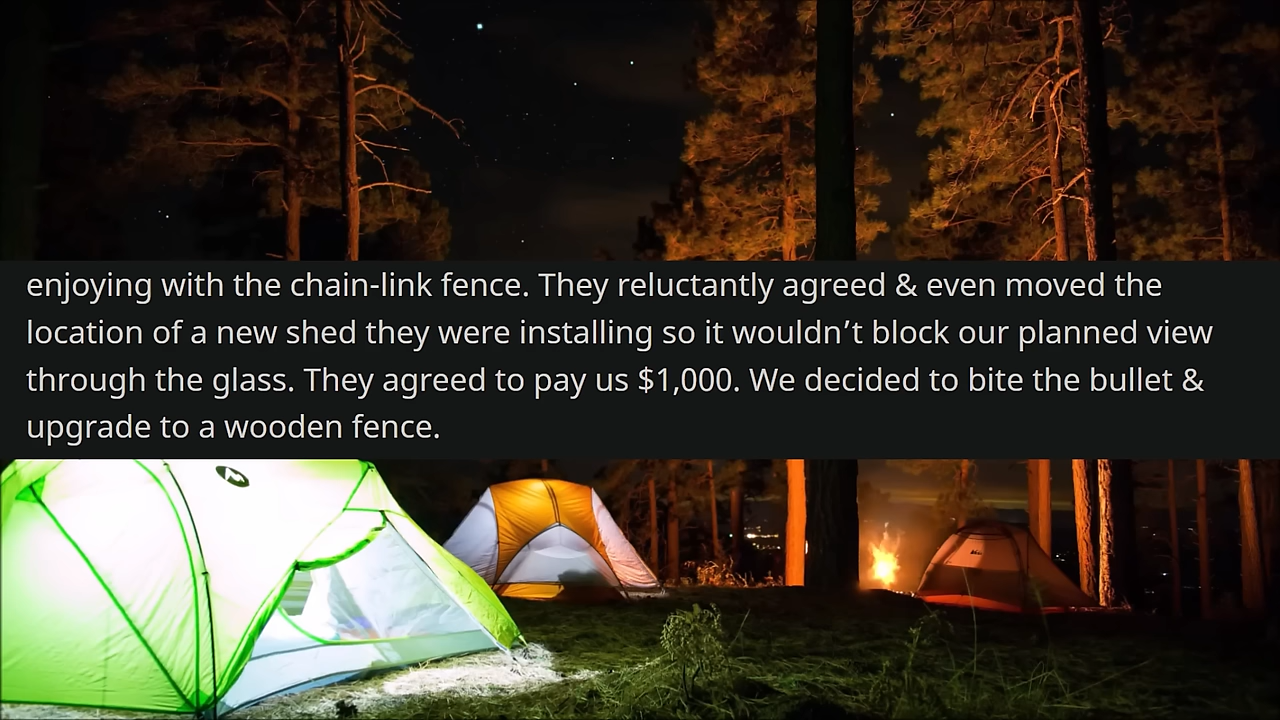 enjoying with the chain-link fence. They reluctantly agreed & even moved the
location of a new shed they were installing so it wouldn’t block our planned view
through the glass. They agreed to pay us $1,000. We decided to bite the bullet &
upgrade to a wooden fence.